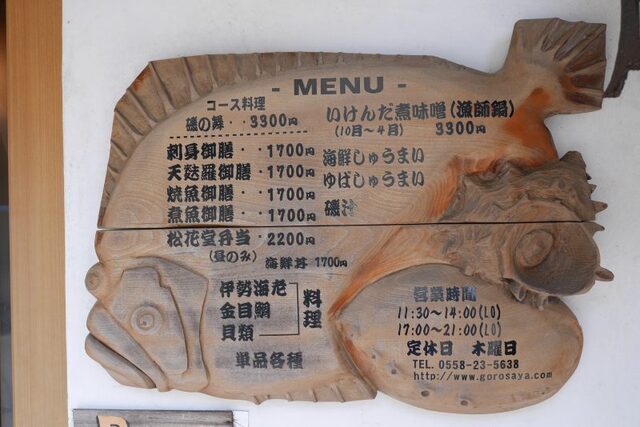 - MENU -
コース料理
磯の舞・・3300円
いけんだ煮味噌(漁師鍋)
(10月~4月) 3300円
刺身御膳・・1700円
天麩羅御膳・・1700円
焼魚御膳・・1700円
煮魚御膳・・1700円
海鮮しゅうまい
ゆばしゅうまい
磯汁
松花堂弁当 2200円
(昼のみ)
海鮮丼 1700円
伊勢海老
金目鯛
貝類
料理
単品各種
営業時間
11:30~14:00(LO)
17:00~21:00(LO)
定休日 木曜日
TEL. 0558-23-5638
http://www.gorosaya.com